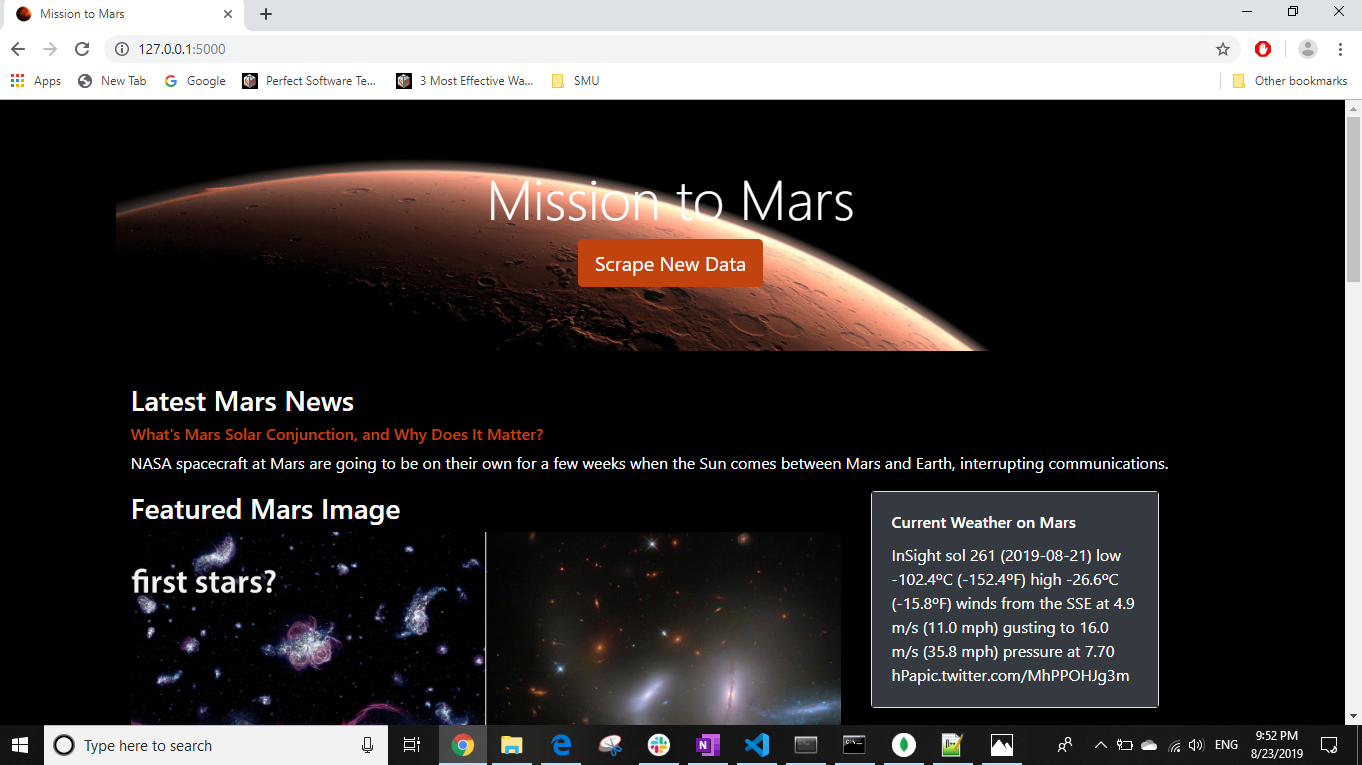 Mission to Mars
127.0.0.1:5000
Apps New Tab Google Perfect Software Te... 3 Most Effective Wa... SMU Other bookmarks
Mission to Mars
Scrape New Data
Latest Mars News
What's Mars Solar Conjunction, and Why Does It Matter?
NASA spacecraft at Mars are going to be on their own for a few weeks when the Sun comes between Mars and Earth, interrupting communications.
Featured Mars Image
first stars?
Current Weather on Mars
InSight sol 261 (2019-08-21) low
-102.4ºC (-152.4ºF) high -26.6ºC
(-15.8ºF) winds from the SSE at 4.9
m/s (11.0 mph) gusting to 16.0
m/s (35.8 mph) pressure at 7.70
hPapic.twitter.com/MhPPOHJg3m
Type here to search
ENG
9:52 PM
8/23/2019